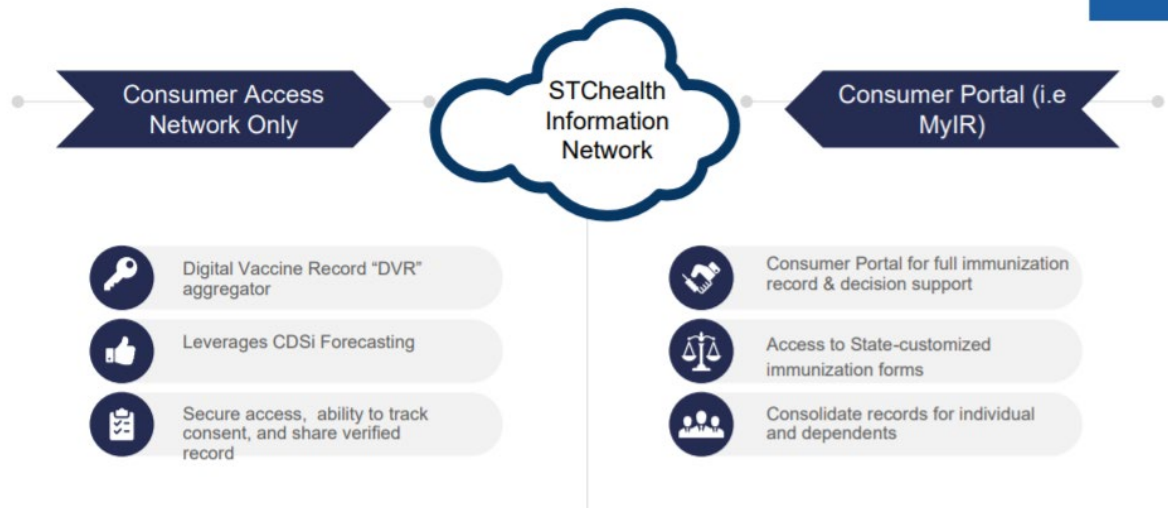 Consumer Access
Network Only
STChealth
Information
Network
Consumer Portal (i.e
MyIR)
Digital Vaccine Record “DVR”
aggregator
Leverages CDSi Forecasting
Secure access, ability to track
consent, and share verified
record
Consumer Portal for full immunization
record & decision support
Access to State-customized
immunization forms
Consolidate records for individual
and dependents